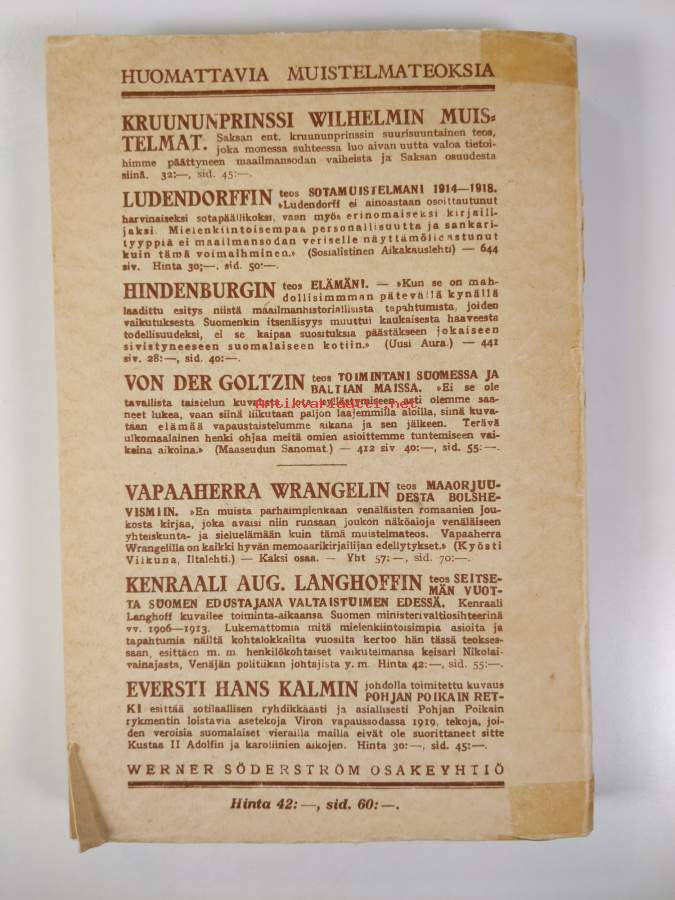 HUOMATTAVIA MUISTELMATEOKSIA
KRUUNUNPRINSSI WILHELMIN MUIS-
TELMAT. Saksan ent. kruununprinssin suurisuuntainen teos,
joka monessa suhteessa luo aivan uutta valoa tietoi-
himme päättyneen maailmansodan vaiheista ja Saksan osuudesta
siinä. 32:—, sid. 45:—.
LUDENDORFFIN teos SOTAMUISTELMANI 1914—1918.
»Ludendorff ei ainoastaan osoittautunut
harvinaiseksi sotapäälliköksi, vaan myös erinomaiseksi kirjaili-
jaksi. Mielenkiintoisempaa personallisuutta ja sankari-
tyyppiä ei maailmansodan veriselle näyttämölle astunut
kuin tämä voimaihminen.» (Sosialistinen Aikakauslehti) — 644
siv. Hinta 30;—. sid. 50:—.
HINDENBURGIN teos ELÄMÄNI. — »Kun se on mah-
dollisimmman pätevällä kynällä
laadittu esitys niistä maailmanhistoriallisista tapahtumista, joiden
vaikutuksesta Suomenkin itsenäisyys muuttui kaukaisesta haaveesta
todellisuudeksi, ei se kaipaa suosituksia päästäkseen jokaiseen
sivistyneeseen suomalaiseen kotiin.» (Uusi Aura.) — 441
siv. 28:—, sid. 40:—.
VON DER GOLTZIN teos TOIMINTANI SUOMESSA JA
BALTIAN MAISSA. »Ei se ole
tavallista taistelun kuvausta, jota kyllästymiseen asti olemme saa-
neet lukea, vaan siinä liikutaan paljon laajemmilla aloilla, siinä kuva-
taan elämää vapaustaistelumme aikana ja sen jälkeen. Terävä
ulkomaalainen henki ohjaa meitä omien asioittemme tuntemiseen vai-
keina aikoina.» (Maaseudun Sanomat.) — 412 siv 40:—, sid. 55:—.
Antikvariaatti.net
VAPAAHERRA WRANGELIN teos MAAORJUU-
DESTA BOLSHE-
VISMIIN. »En muista parhaimpienkaan venäläisten romaanien jou-
kosta kirjaa, joka avaisi niin runsaan joukon näköaloja venäläiseen
yhteiskunta- ja sieluelämään kuin tämä muistelmateos. Vapaaherra
Wrangelilla on kaikki hyvän memoaarikirjailijan edellytykset.» (Kyösti
Vilkuna, Iltalehti.) — Kaksi osaa. — Yht 57:—, sid. 70:—.
KENRAALI AUG. LANGHOFFIN teos SEITSE-
MÄN VUOT-
TA SUOMEN EDUSTAJANA VALTAISTUIMEN EDESSÄ. Kenraali
Langhoff kuvailee toiminta-aikaansa Suomen ministerivaltiosihteerinä
vv. 1906—1913. Lukemattomia mitä mielenkiintoisimpia asioita ja
tapahtumia näiltä kohtalokkailta vuosilta kertoo hän tässä teokses-
saan, esittäen m. m. henkilökohtaiset vaikutelmansa keisari Nikolai-
vainajasta, Venäjän politiikan johtajista y. m. Hinta 42:—, sid. 55:—.
EVERSTI HANS KALMIN johdolla toimitettu kuvaus
POHJAN POIKAIN RET-
KI esittää sotilaallisen ryhdikkäästi ja asiallisesti Pohjan Poikain
rykmentin loistavia asetekoja Viron vapaussodassa 1919, tekoja, joi-
den veroisia suomalaiset vierailla mailla eivät ole suorittaneet sitte
Kustaa II Adolfin ja karoliinien aikojen. Hinta 30:—, sid. 45:—.
WERNER SÖDERSTRÖM OSAKEYHTIÖ
Hinta 42:—, sid. 60:—.